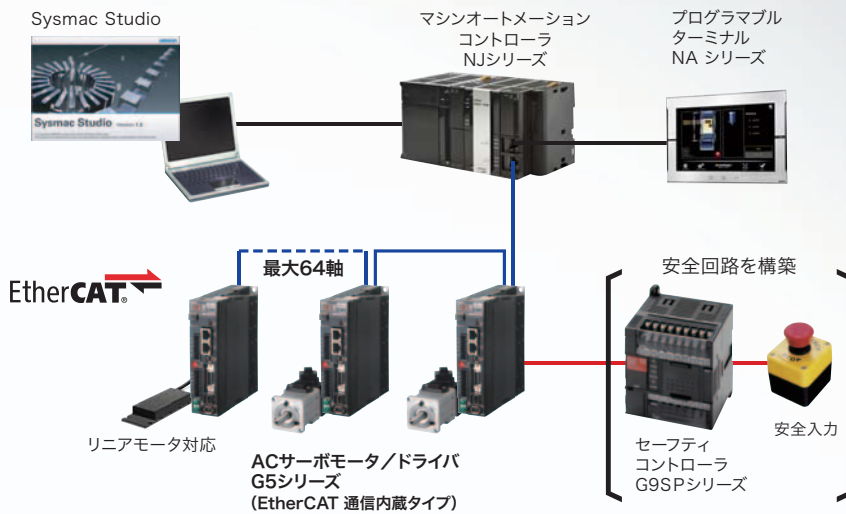 Sysmac Studio
マシンオートメーション
コントローラ
NJシリーズ
プログラマブル
ターミナル
NA シリーズ
Sysmac Studio
EtherCAT®
最大64軸
安全回路を構築
リニアモータ対応
ACサーボモータ／ドライバ
G5シリーズ
（EtherCAT 通信内蔵タイプ）
セーフティ
コントローラ
G9SPシリーズ
安全入力